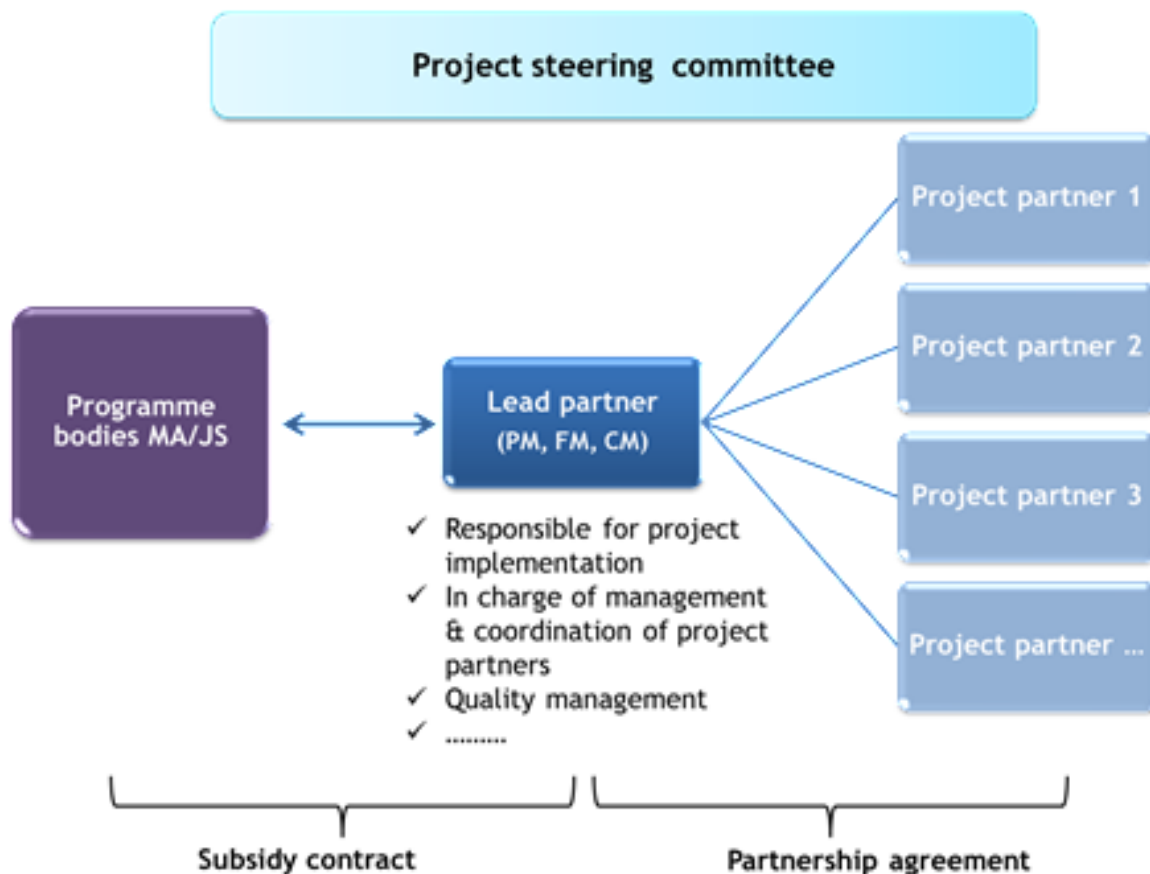 Project steering committee
Project partner 1
Project partner 2
Project partner 3
Project partner ...
Programme
bodies MA/JS
Lead partner
(PM, FM, CM)
✓ Responsible for project
implementation
✓ In charge of management
& coordination of project
partners
✓ Quality management
✓ .........
Subsidy contract
Partnership agreement